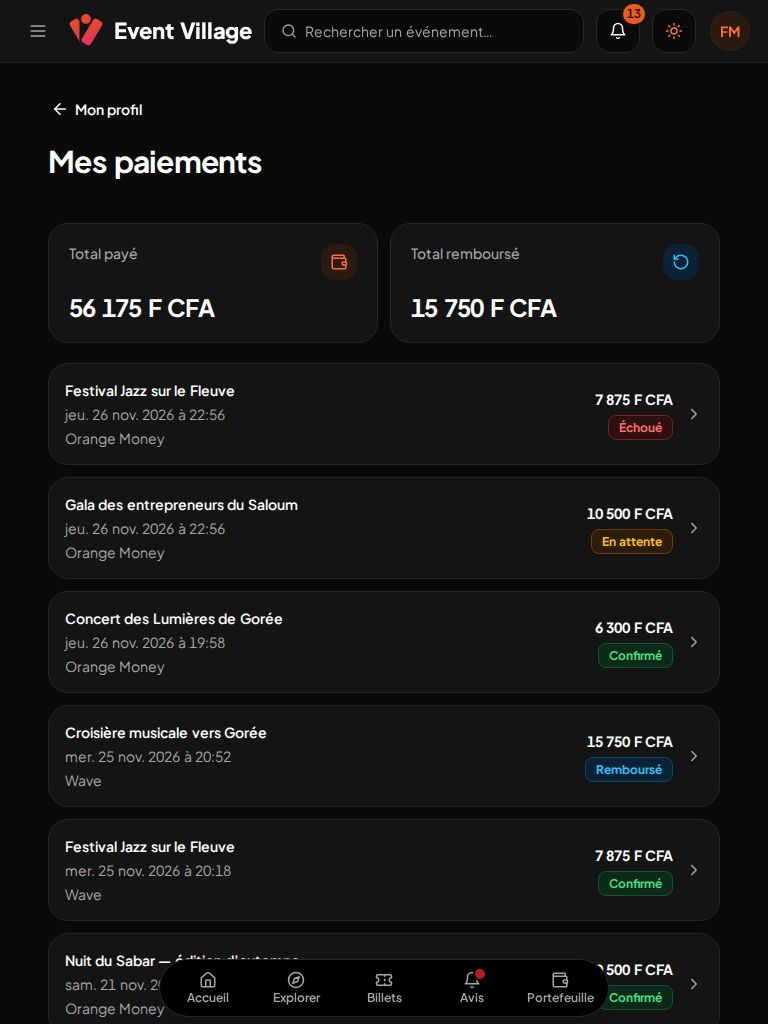 Event Village
Rechercher un événement...
13
FM
Mon profil
Mes paiements
Total payé
56 175 F CFA
Total remboursé
15 750 F CFA
Festival Jazz sur le Fleuve
jeu. 26 nov. 2026 à 22:56
Orange Money
7 875 F CFA
Échoué
Gala des entrepreneurs du Saloum
jeu. 26 nov. 2026 à 22:56
Orange Money
10 500 F CFA
En attente
Concert des Lumières de Gorée
jeu. 26 nov. 2026 à 19:58
Orange Money
6 300 F CFA
Confirmé
Croisière musicale vers Gorée
mer. 25 nov. 2026 à 20:52
Wave
15 750 F CFA
Remboursé
Festival Jazz sur le Fleuve
mer. 25 nov. 2026 à 20:18
Wave
7 875 F CFA
Confirmé
Nuit du Sabar —
sam. 21 nov.
Orange Money
500 F CFA
Confirmé
Accueil
Explorer
Billets
Avis
Portefeuille